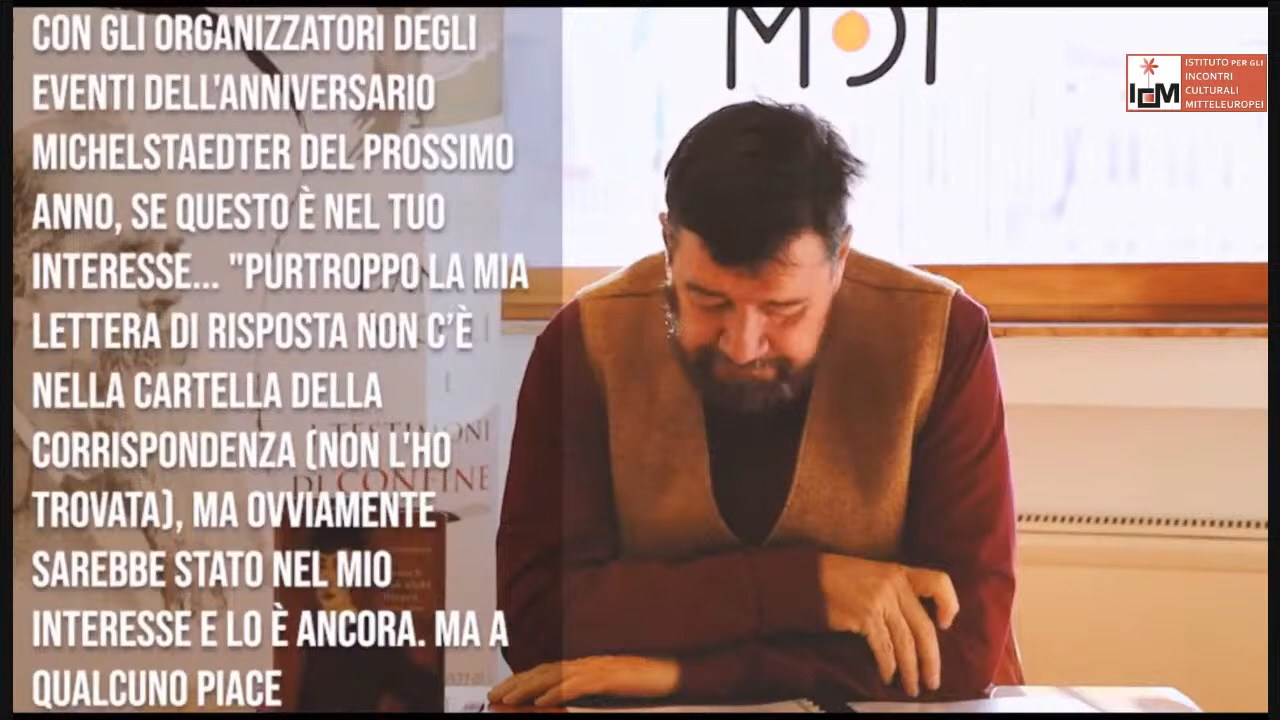 CON GLI ORGANIZZATORI DEGLI
EVENTI DELL'ANNIVERSARIO
MICHELSTAEDTER DEL PROSSIMO
ANNO, SE QUESTO È NEL TUO
INTERESSE... "PURTROPPO LA MIA
LETTERA DI RISPOSTA NON C'È
NELLA CARTELLA DELLA
CORRISPONDENZA (NON L'HO
TROVATA), MA OVVIAMENTE
SAREBBE STATO NEL MIO
INTERESSE E LO È ANCORA. MA A
QUALCUNO PIACE
I TESTIMONI
DI CONFINE
ISTITUTO PER GLI
INCONTRI
CULTURALI
MITTELEUROPEI
ICM